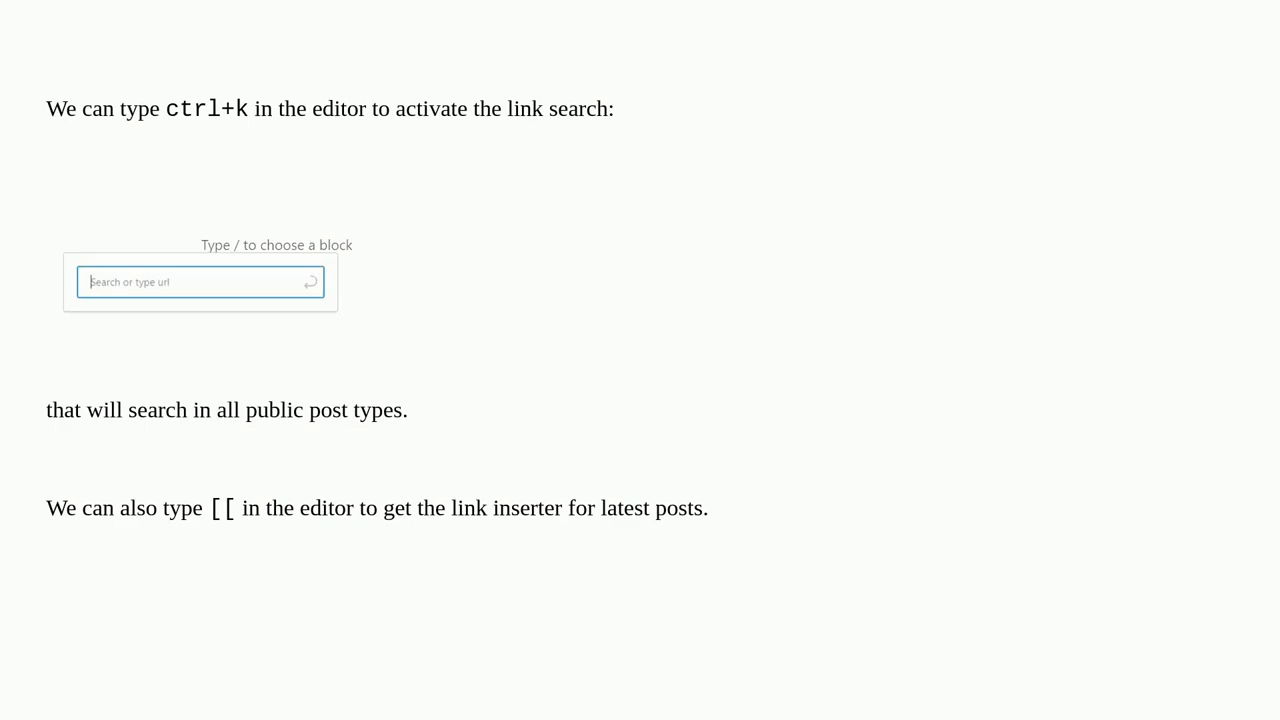 We can type ctrl+k in the editor to activate the link search:
Type / to choose a block
Search or type url
that will search in all public post types.
We can also type [[ in the editor to get the link inserter for latest posts.